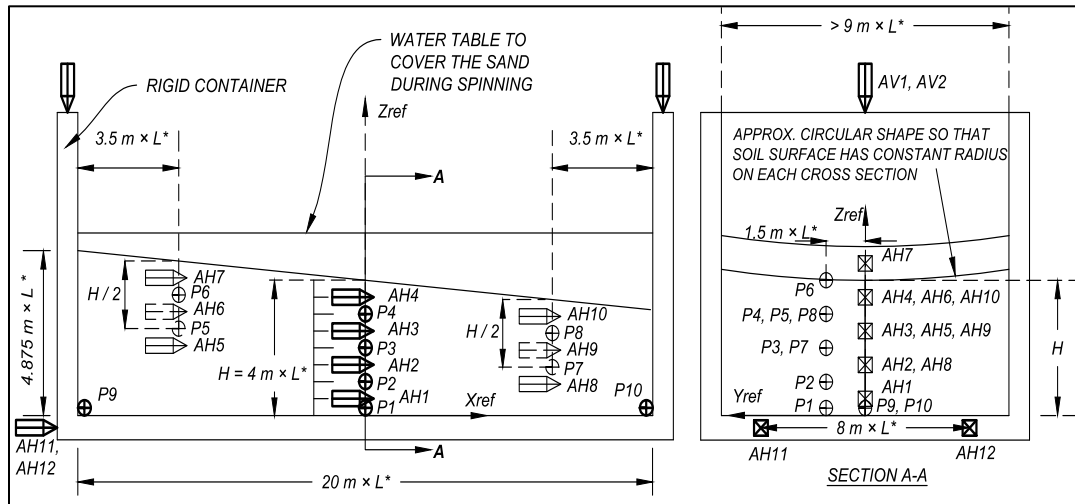 WATER TABLE TO
COVER THE SAND
DURING SPINNING
RIGID CONTAINER
Zref
3.5 m × L*
3.5 m × L*
A
AH7
P6
AH6
P5
AH5
H / 2
4.875 m × L*
P9
AH4
P4
AH3
P3
AH2
P2
AH1
P1
H = 4 m × L*
Xref
H / 2
AH10
P8
AH9
P7
AH8
P10
A
AH11,
AH12
20 m × L*
> 9 m × L*
AV1, AV2
APPROX. CIRCULAR SHAPE SO THAT
SOIL SURFACE HAS CONSTANT RADIUS
ON EACH CROSS SECTION
Zref
1.5 m × L*
AH7
P6
AH4, AH6, AH10
P4, P5, P8
AH3, AH5, AH9
P3, P7
AH2, AH8
P2
AH1
P1
P9, P10
H
Yref
8 m × L*
AH11
AH12
SECTION A-A